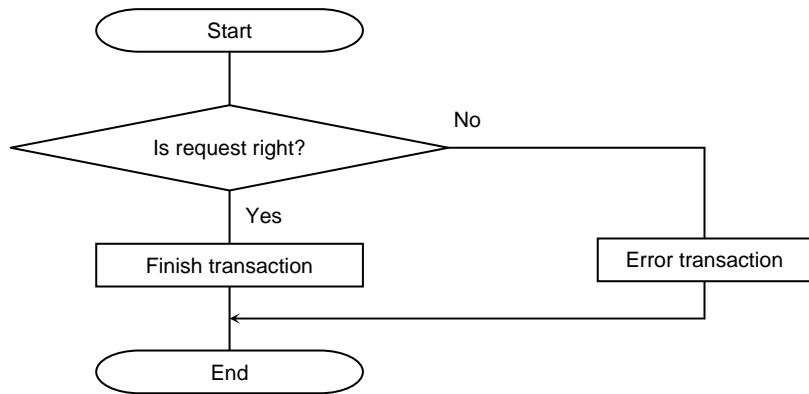 Start
Is request right?
No
Yes
Finish transaction
Error transaction
End